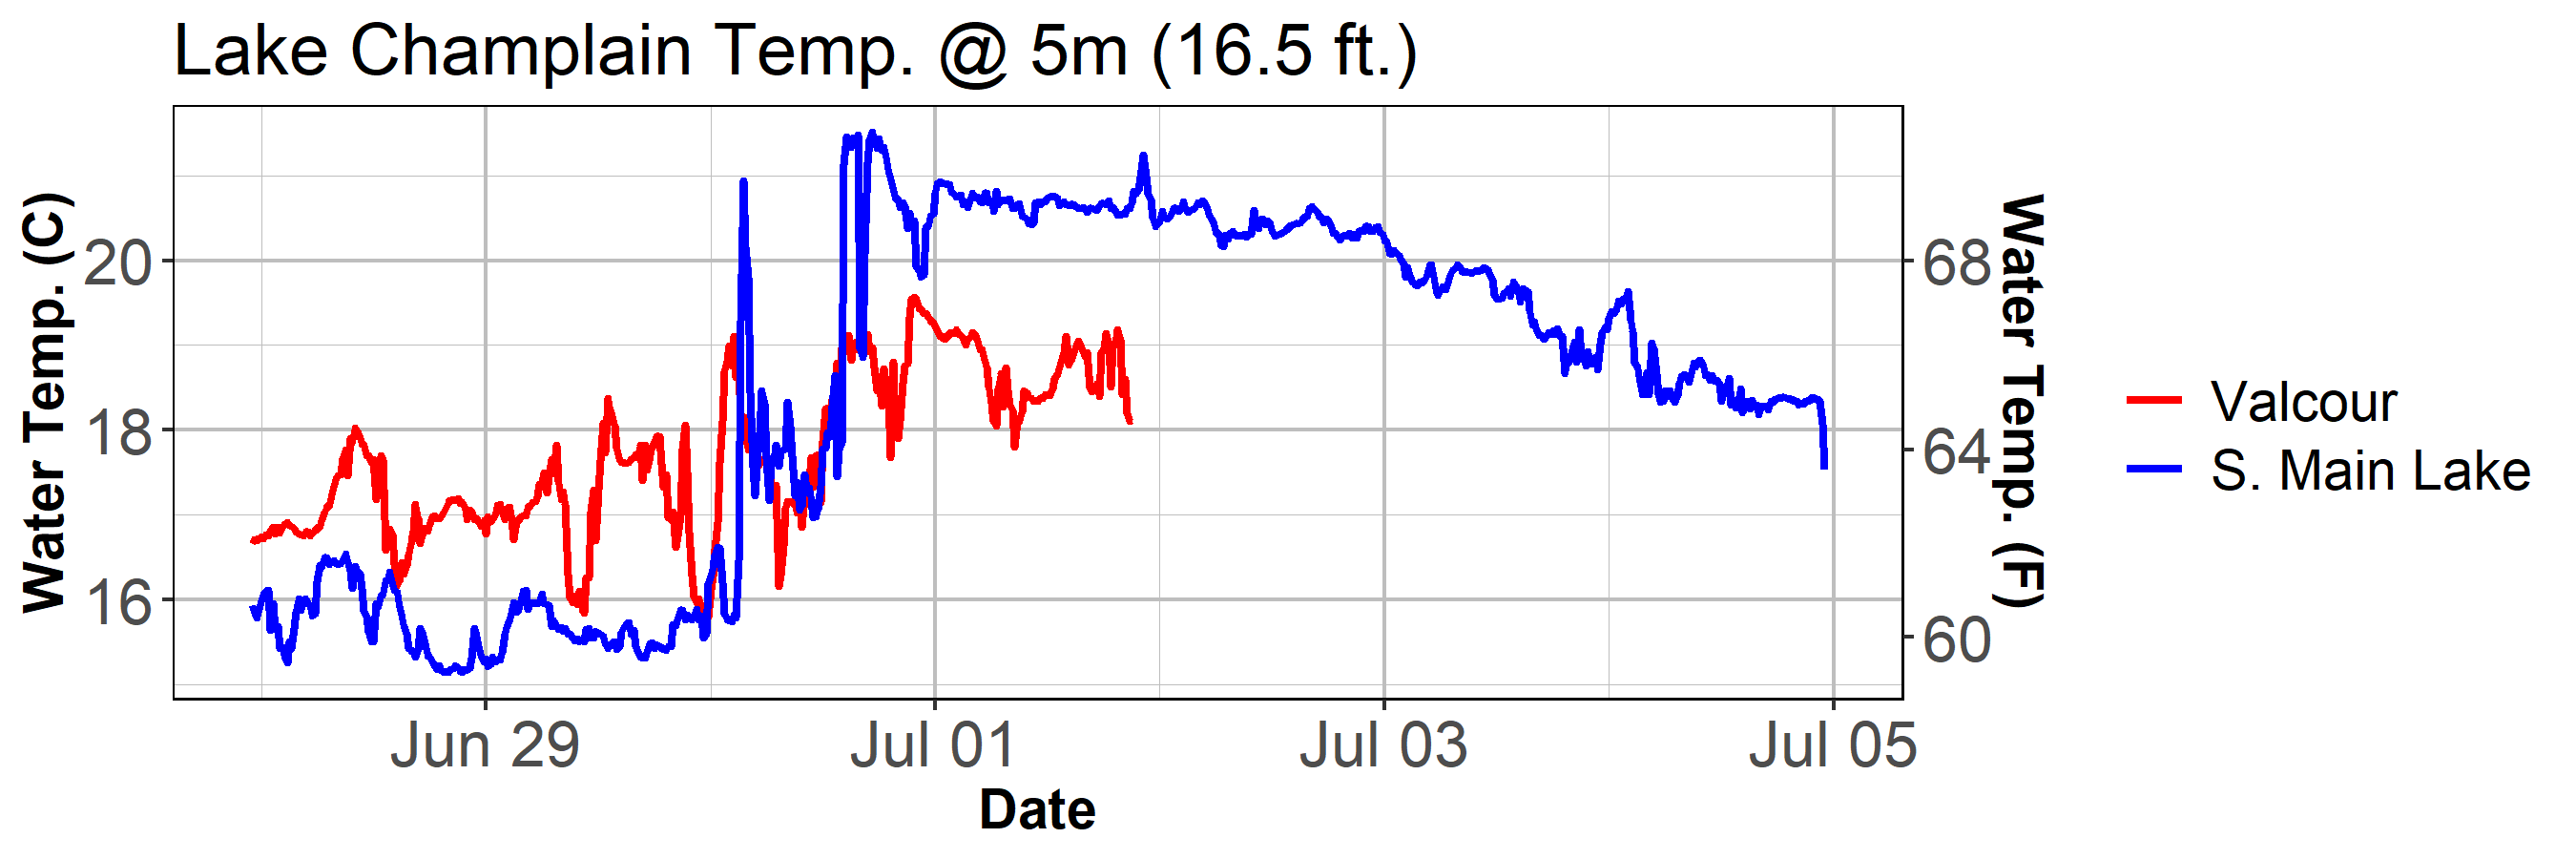 Lake Champlain Temp. @ 5m (16.5 ft.)
Water Temp. (C)
20
18
16
68
64
60
Water Temp. (F)
Jun 29
Jul 01
Jul 03
Jul 05
Date
Valcour
S. Main Lake